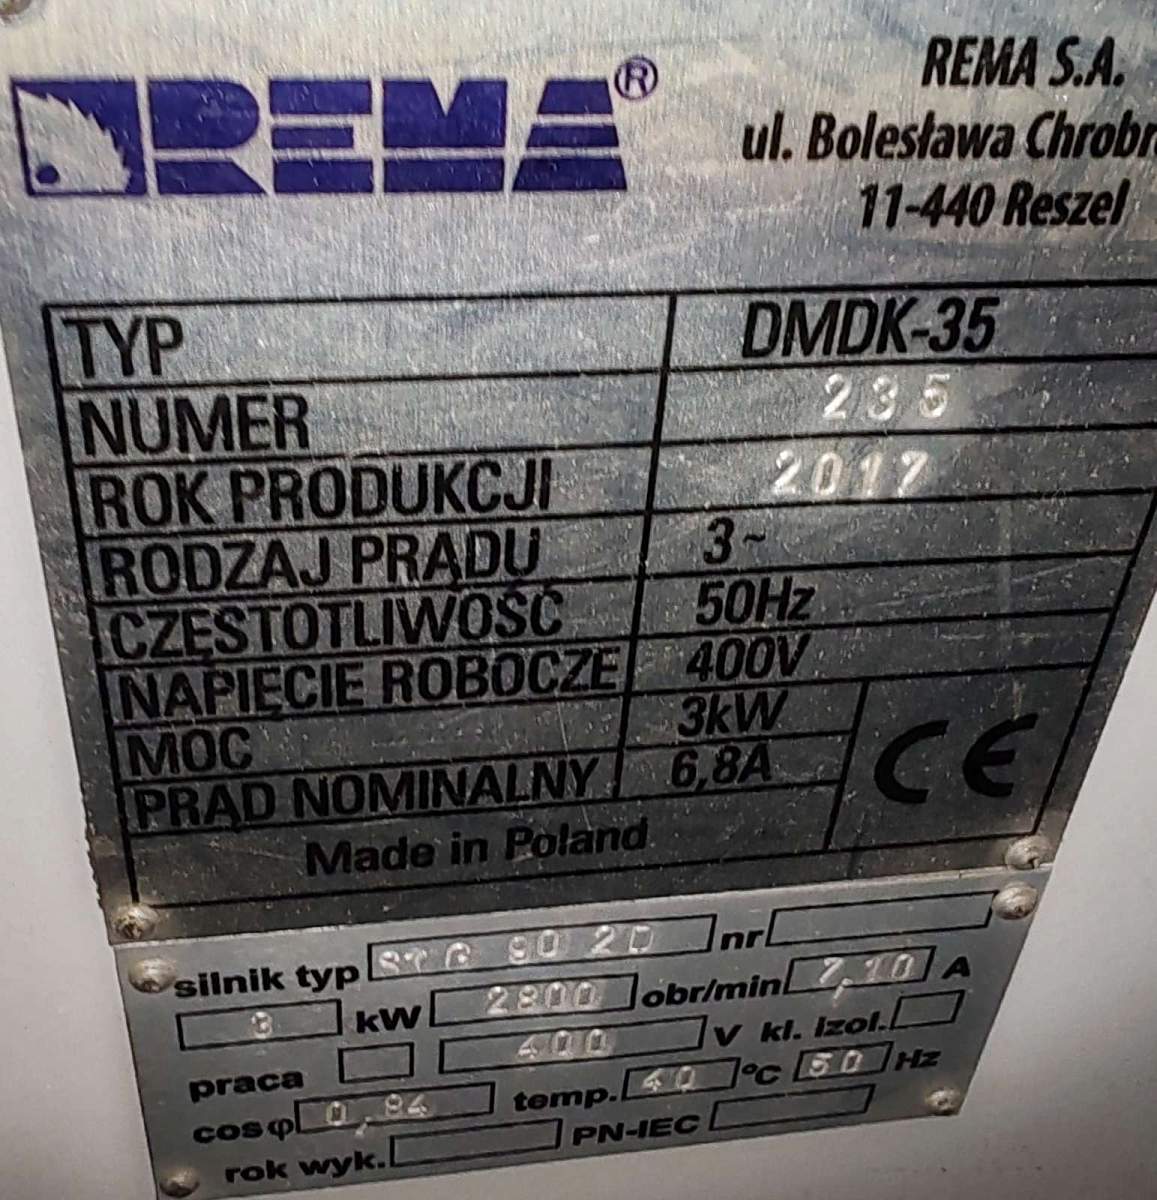 REMA®
REMA S.A.
ul. Bolesława
11-440 Reszel
TYP DMDK-35
NUMER 235
ROK PRODUKCJI 2017
RODZAJ PRĄDU 3~
CZĘSTOTLIWOŚĆ 50Hz
NAPIĘCIE ROBOCZE 400V
MOC 3kW
PRĄD NOMINALNY 6,8A
CE
Made in Poland
silnik typ 90 2D nr
3 kW 2800 obr/min 7,10 A
praca 400 V kl. izol.
cosφ 0,84 temp. 40 °C 50 Hz
rok wyk. PN-IEC